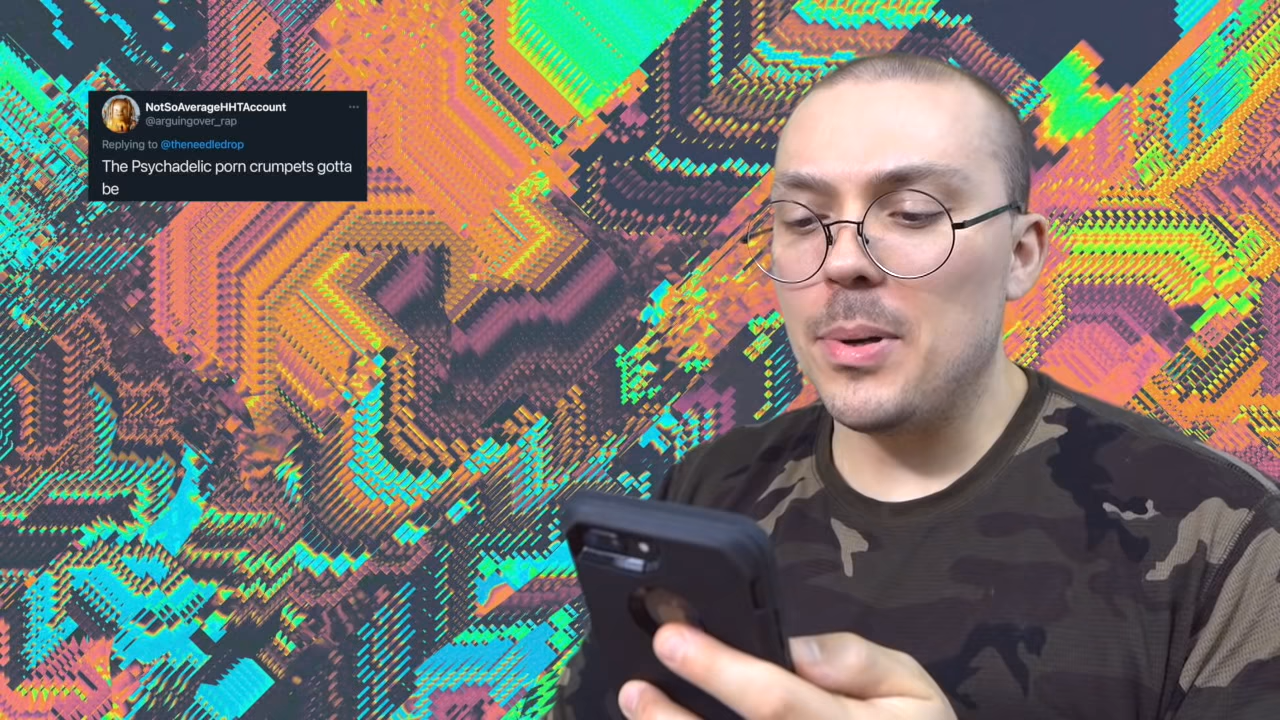 NotSoAverageHHTAccount
@arguingover_rap
Replying to @theneedledrop
The Psychadelic porn crumpets gotta
be